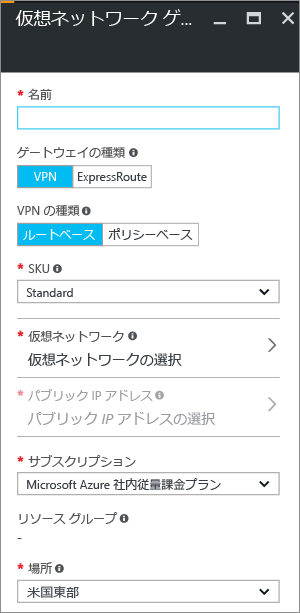 仮想ネットワーク ゲ...
* 名前
ゲートウェイの種類
VPN ExpressRoute
VPN の種類
ルートベース ポリシーベース
* SKU
Standard
* 仮想ネットワーク
仮想ネットワークの選択
* パブリック IP アドレス
パブリック IP アドレスの選択
* サブスクリプション
Microsoft Azure 社内従量課金プラン
リソース グループ
-
* 場所
米国東部